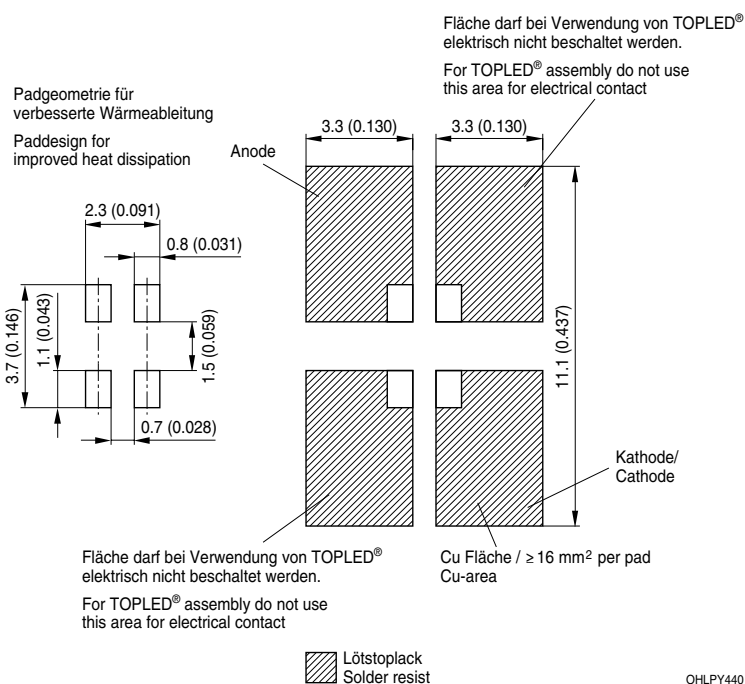 Fläche darf bei Verwendung von TOPLED®
elektrisch nicht beschaltet werden.
For TOPLED® assembly do not use
this area for electrical contact
Padgeometrie für
verbesserte Wärmeableitung
Paddesign for
improved heat dissipation
Anode
3.3 (0.130)
3.3 (0.130)
2.3 (0.091)
0.8 (0.031)
3.7 (0.146)
1.1 (0.043)
1.5 (0.059)
11.1 (0.437)
0.7 (0.028)
Kathode/
Cathode
Fläche darf bei Verwendung von TOPLED®
elektrisch nicht beschaltet werden.
For TOPLED® assembly do not use
this area for electrical contact
Cu Fläche / ≥ 16 mm² per pad
Cu-area
Lötstoplack
Solder resist
OHLPY440